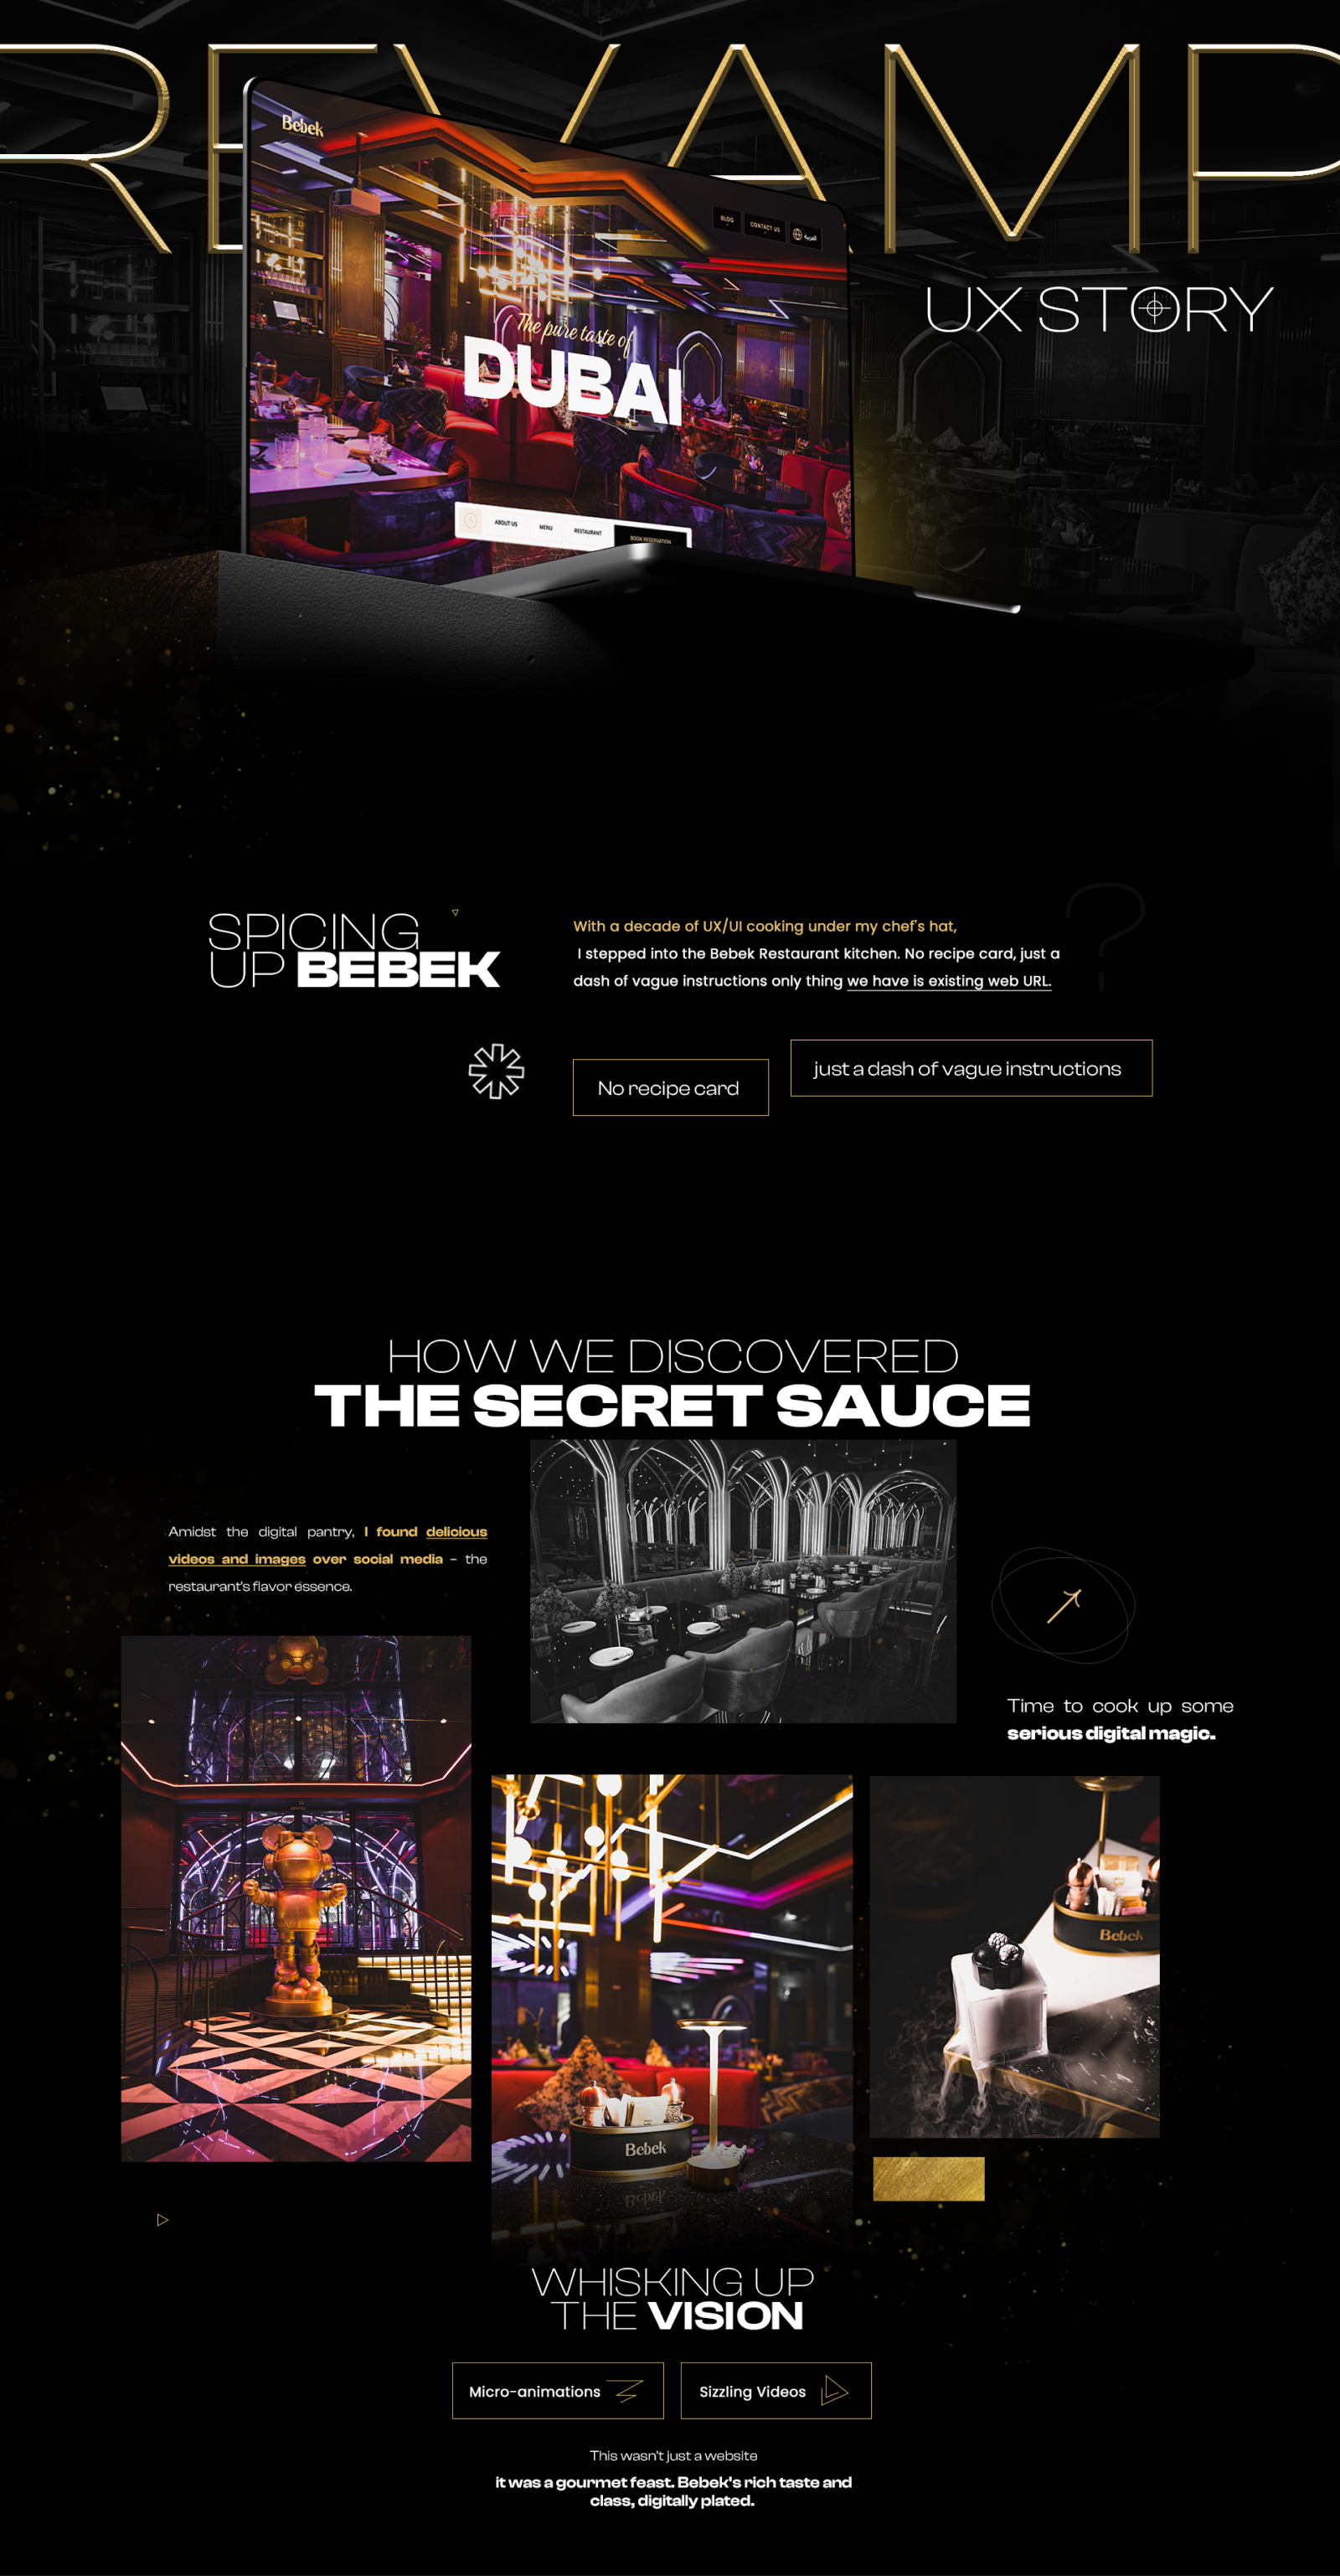 REVAMP
Bebek
BLOG
CONTACT US
العربية
UX STORY
The pure taste of
DUBAI
ABOUT US
MENU
RESTAURANT
BOOK RESERVATION
SPICING
UP BEBEK
With a decade of UX/UI cooking under my chef's hat,
I stepped into the Bebek Restaurant kitchen. No recipe card, just a
dash of vague instructions only thing we have is existing web URL.
?
No recipe card
just a dash of vague instructions
HOW WE DISCOVERED
THE SECRET SAUCE
Amidst the digital pantry, I found delicious
videos and images over social media – the
restaurant's flavor essence.
Time to cook up some
serious digital magic.
Bebek
Bebek
WHISKING UP
THE VISION
Micro-animations
Sizzling Videos
This wasn't just a website
it was a gourmet feast. Bebek's rich taste and
class, digitally plated.